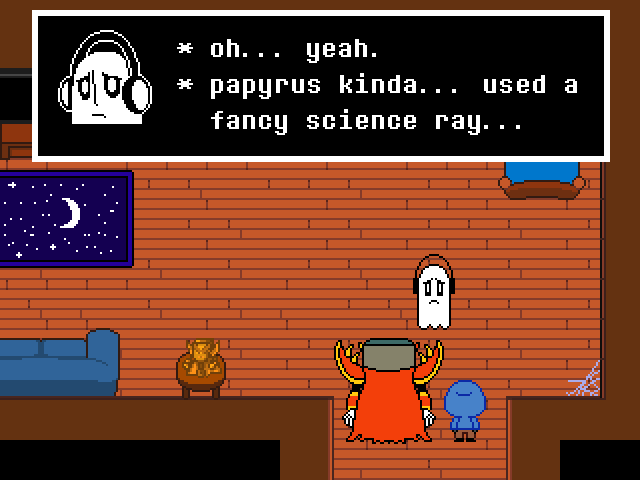 * oh... yeah.
* papyrus kinda... used a
fancy science ray...